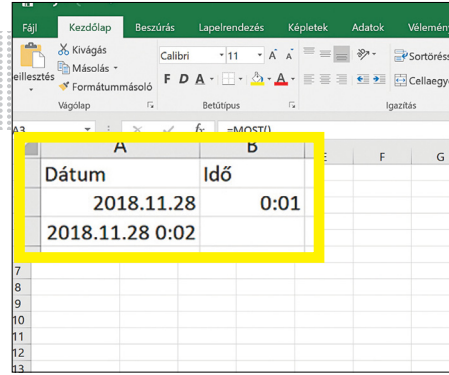 Fájl Kezdőlap Beszúrás Lapelrendezés Képletek Adatok Vélemény
Kivágás
Másolás
Formátummásoló
eillesztés
Calibri 11 A A
F D A A
Sortöréss
Cellaegy
Vágólap Betűtípus Igazítás
A3 fx =MOST()
A B E F G
Dátum Idő
2018.11.28 0:01
2018.11.28 0:02
7
8
9
10
11
12
13